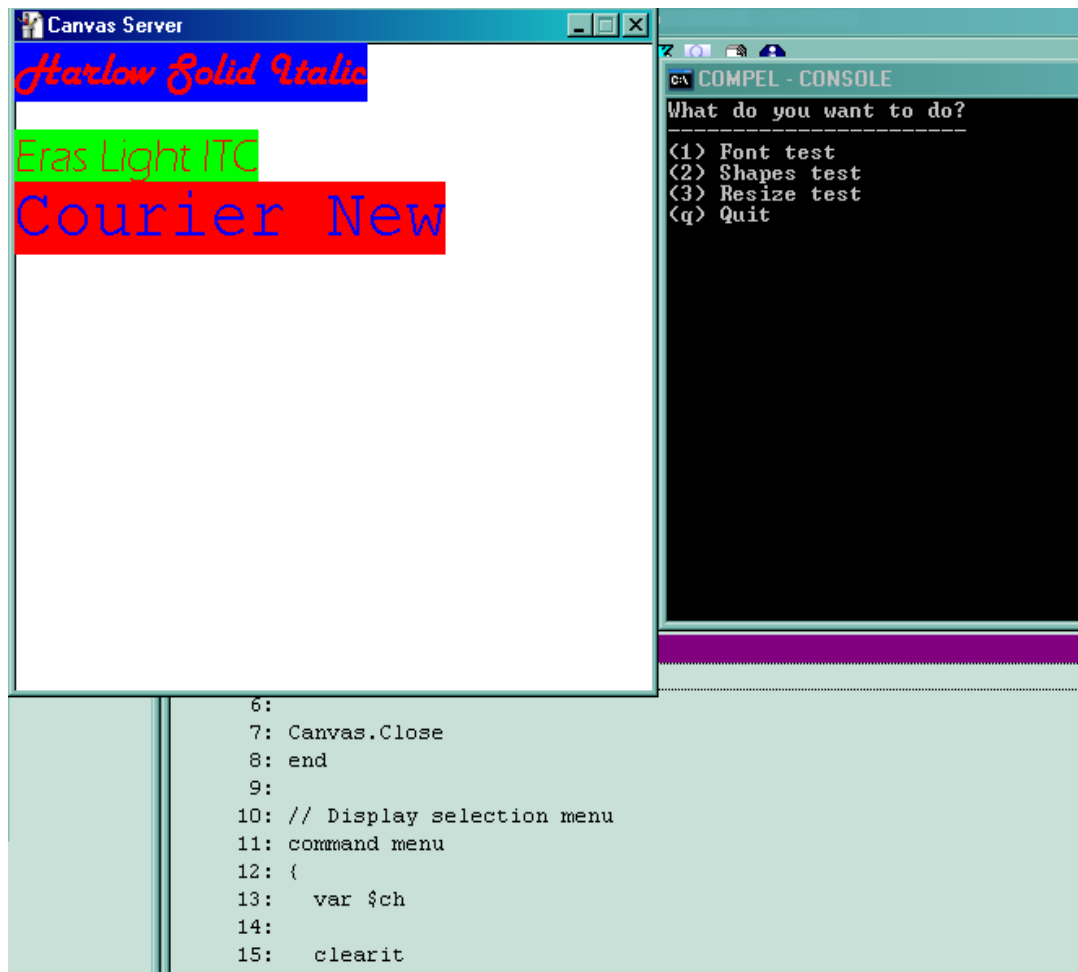 Canvas Server
Harlow Solid Italic
Eras Light ITC
Courier New
C:\ COMPEL - CONSOLE
What do you want to do?
-----------------------
(1) Font test
(2) Shapes test
(3) Resize test
(q) Quit
6:
7: Canvas.Close
8: end
9:
10: // Display selection menu
11: command menu
12: {
13: var $ch
14:
15: clearit